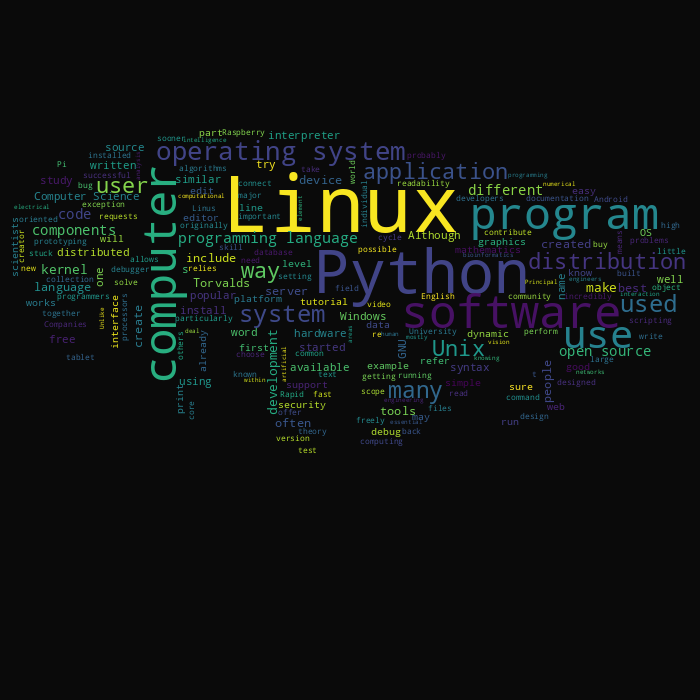 part
Raspberry
interpreter
sooner
intelligence
source
operating system
probably
installed
written
try
application
Pi
algorithms
take
world
programming
study
successful
similar
connect
device
individual
readability
different
numerical
easy
bug
user
Linux
Computer Science
edit
computational
major
developers
documentation
Android
electrical
exception
originally
important
element
program
oriented
code
requests
editor
line
contribute
high
components
scientists
programming language
cycle
Although
graphics
OS
prototyping
will
created
buy
means
problems
stuck
distributed
skill
database
possible
mathematics
little
creator
debugger
allows
include
need
Python
bioinformatics
distribution
new
kernel
one
relies
way
level
setting
know
built
well
collection
solve
computer
Torvalds
field
English
Principal
name
engineers
language
programmers
processors
popular
platform
server
tutorial
video
community
incredibly
make
best
object
interaction
works
together
interface
create
install
system
Windows
data
re
software
used
scripting
Companies
Unlike
particularly
word
hardware
University
dynamic
perform
use
write
free
others
deal
already
first
started
mostly
GNU
Unix
vision
open source
tablet
choose
common
areas
human
refer
knowing
large
known
development
artificial
available
example
syntax
good
people
networks
print
using
within
text
getting
running
simple
designed
core
support
Rapid
fast
scope
many
engineering
read
sure
command
offer
security
tools
files
web
often
theory
freely
essential
may
design
run
version
debug
back
computing
test